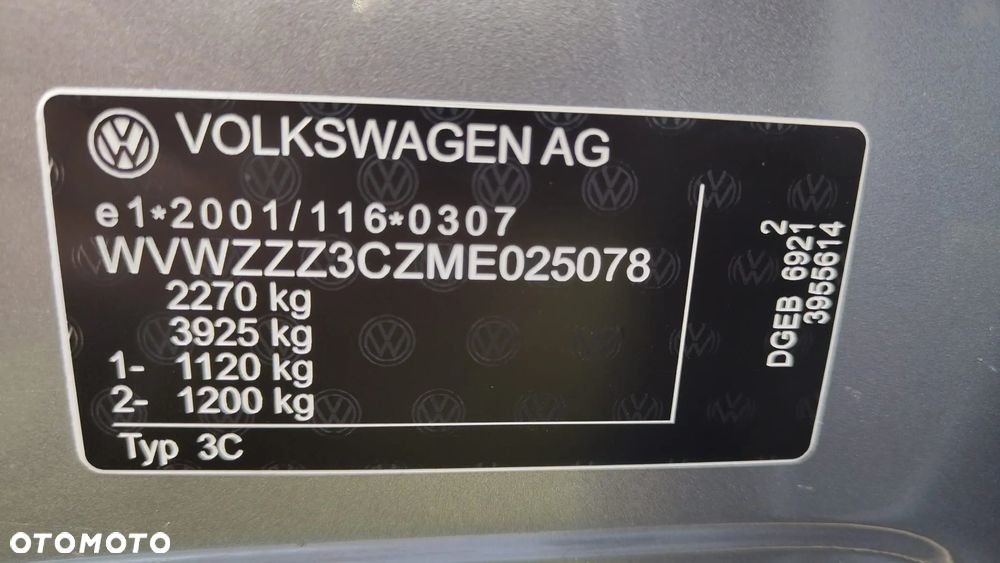 VOLKSWAGEN AG
e1*2001/116*0307
WVWZZZ3CZME025078
2270 kg
3925 kg
1- 1120 kg
2- 1200 kg
Typ 3C
2
DGEB 6921
3955614
OTOMOTO